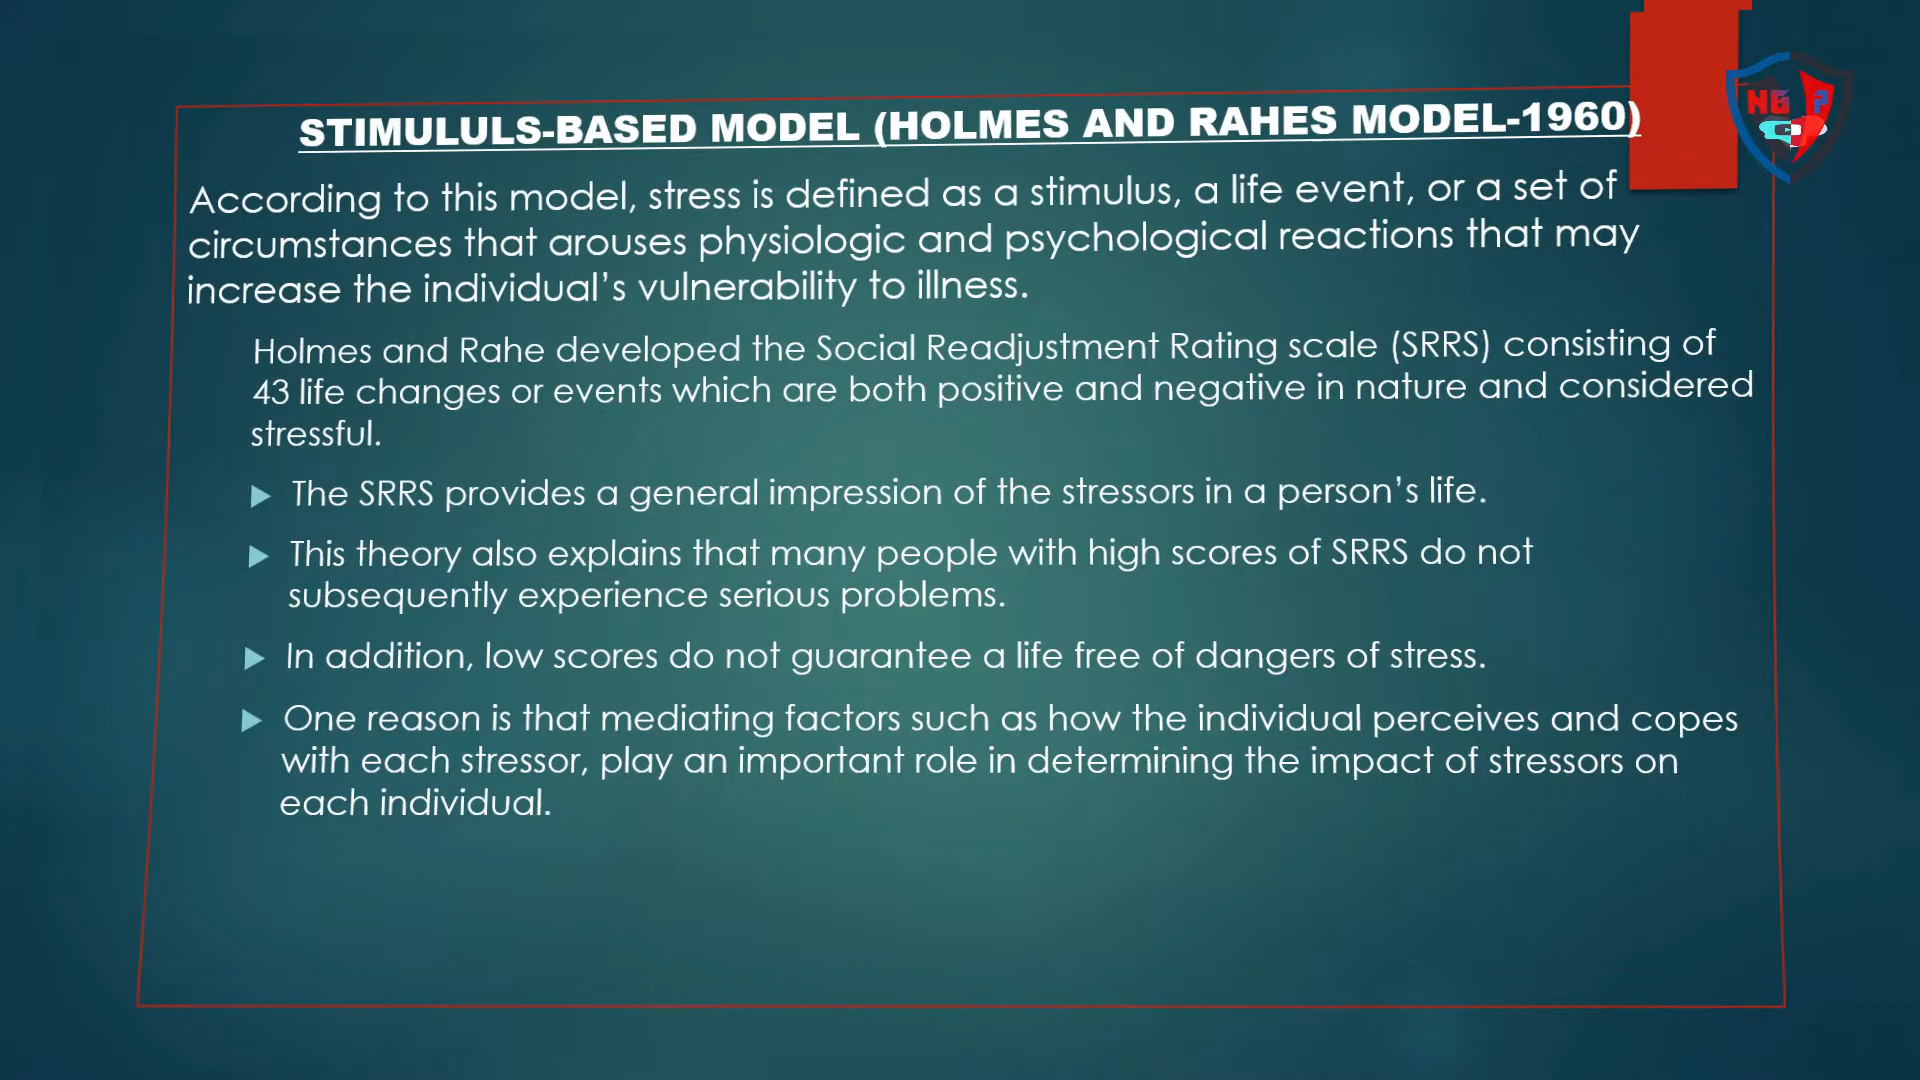 STIMULULS-BASED MODEL (HOLMES AND RAHES MODEL-1960)
According to this model, stress is defined as a stimulus, a life event, or a set of
circumstances that arouses physiologic and psychological reactions that may
increase the individual’s vulnerability to illness.
Holmes and Rahe developed the Social Readjustment Rating scale (SRRS) consisting of
43 life changes or events which are both positive and negative in nature and considered
stressful.
The SRRS provides a general impression of the stressors in a person’s life.
This theory also explains that many people with high scores of SRRS do not
subsequently experience serious problems.
In addition, low scores do not guarantee a life free of dangers of stress.
One reason is that mediating factors such as how the individual perceives and copes
with each stressor, play an important role in determining the impact of stressors on
each individual.